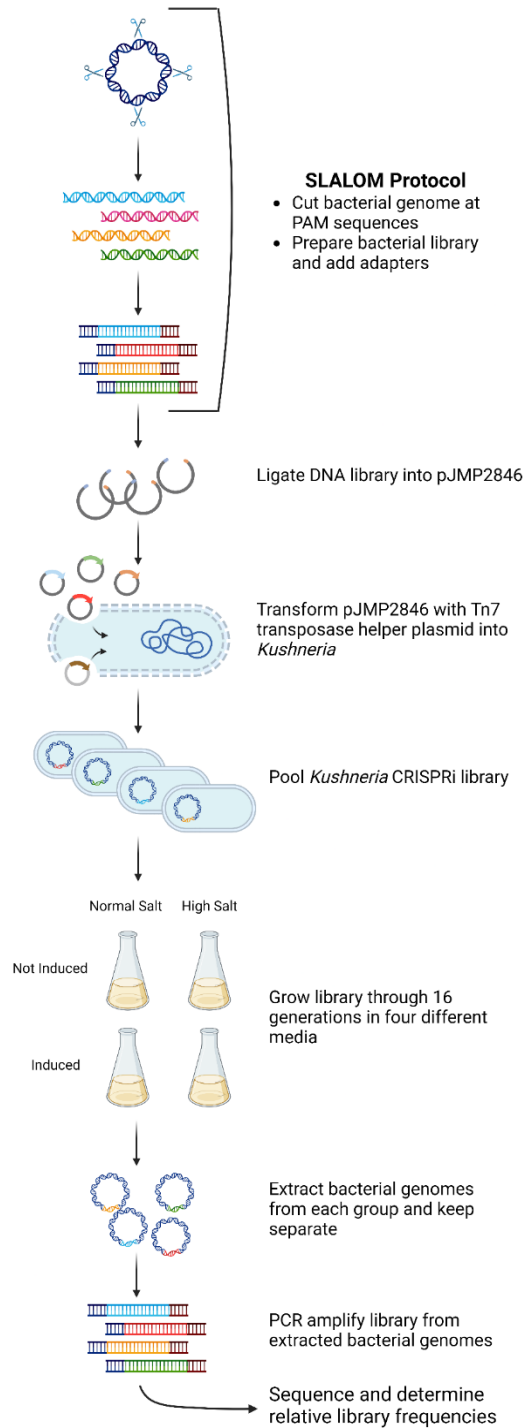 SLALOM Protocol
• Cut bacterial genome at
PAM sequences
• Prepare bacterial library
and add adapters
Ligate DNA library into pJMP2846
Transform pJMP2846 with Tn7
transposase helper plasmid into
Kushneria
Pool Kushneria CRISPRi library
Normal Salt High Salt
Not Induced
Induced
Grow library through 16
generations in four different
media
Extract bacterial genomes
from each group and keep
separate
PCR amplify library from
extracted bacterial genomes
Sequence and determine
relative library frequencies